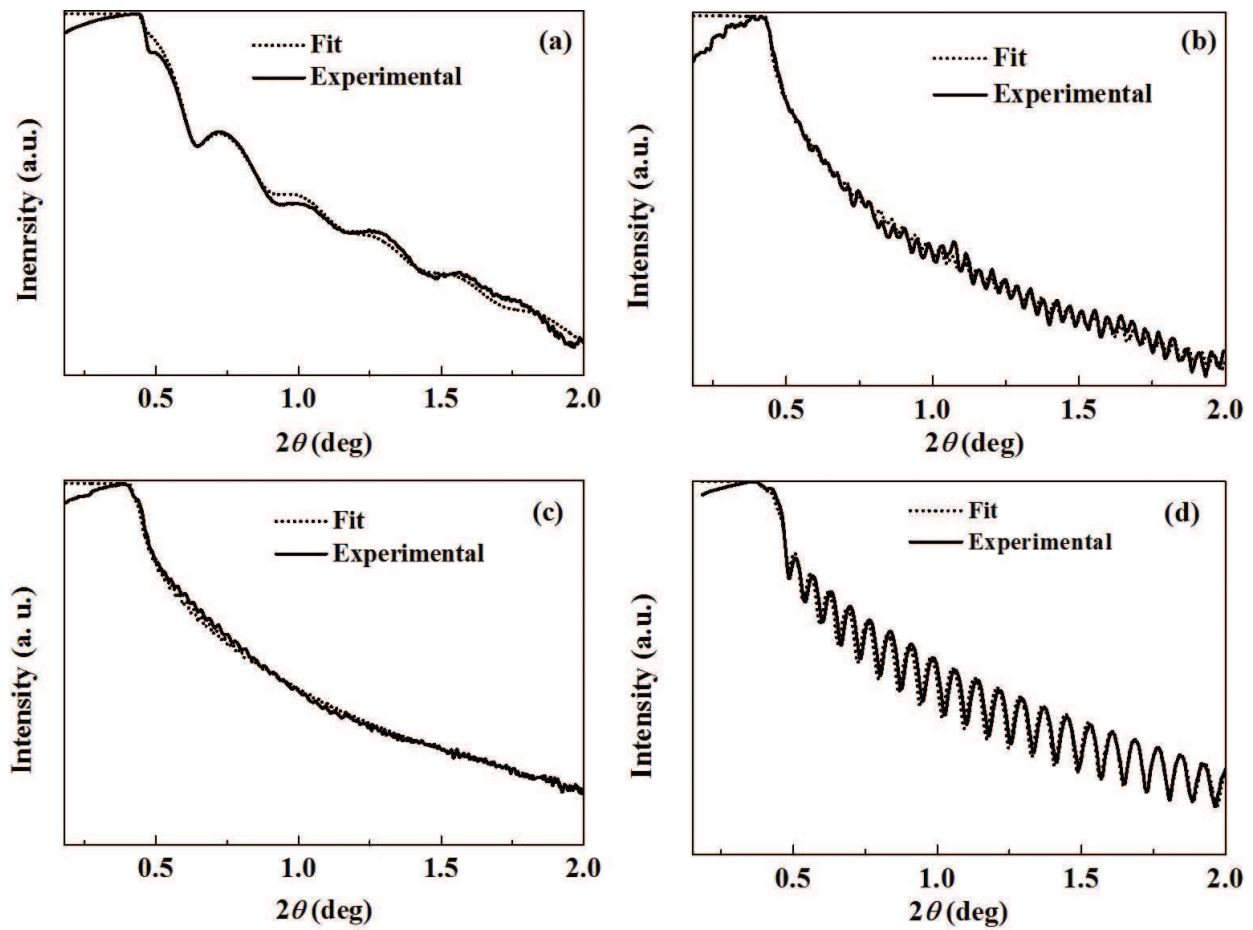 (a)
Fit
Experimental
Inenrsity (a.u.)
0.5 1.0 1.5 2.0
2θ (deg)
(b)
Fit
Experimental
Intensity (a.u.)
0.5 1.0 1.5 2.0
2θ (deg)
(c)
Fit
Experimental
Intensity (a. u.)
0.5 1.0 1.5 2.0
2θ (deg)
(d)
Fit
Experimental
Intensity (a.u.)
0.5 1.0 1.5 2.0
2θ (deg)